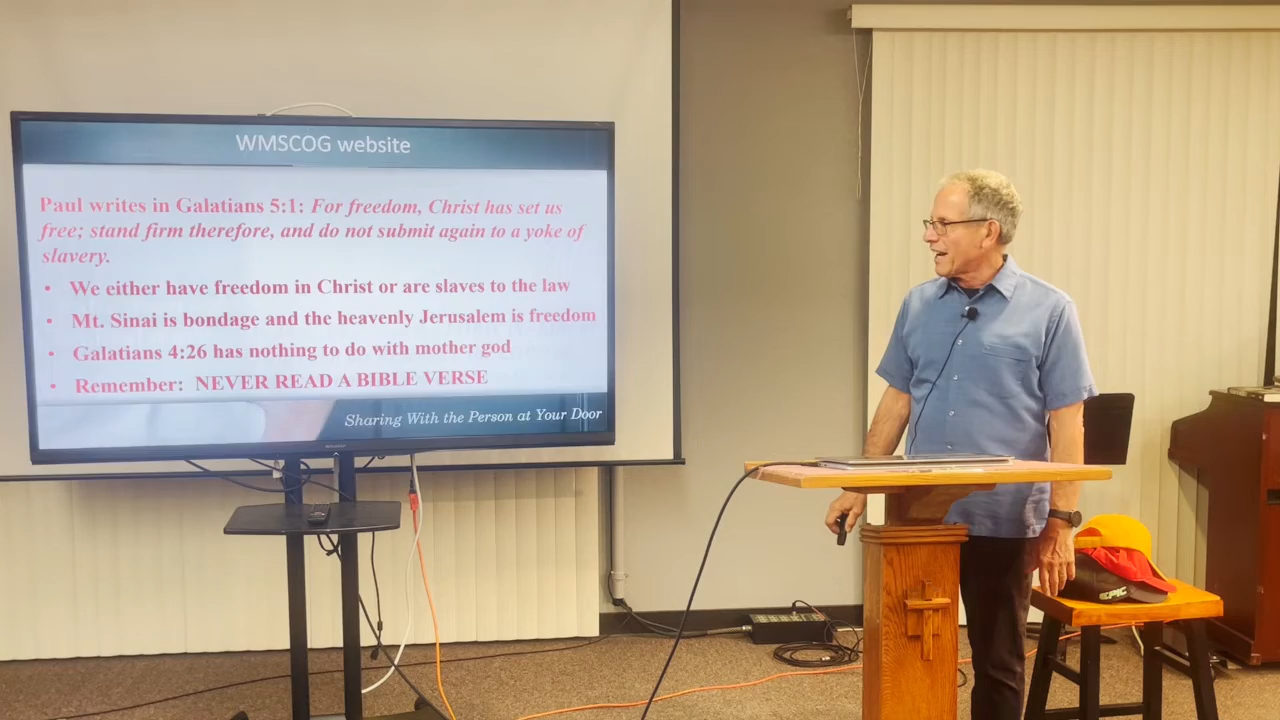 WMSCOG website
Paul writes in Galatians 5:1: For freedom, Christ has set us
free; stand firm therefore, and do not submit again to a yoke of
slavery.
• We either have freedom in Christ or are slaves to the law
• Mt. Sinai is bondage and the heavenly Jerusalem is freedom
• Galatians 4:26 has nothing to do with mother god
• Remember: NEVER READ A BIBLE VERSE
Sharing With the Person at Your Door
EPIC